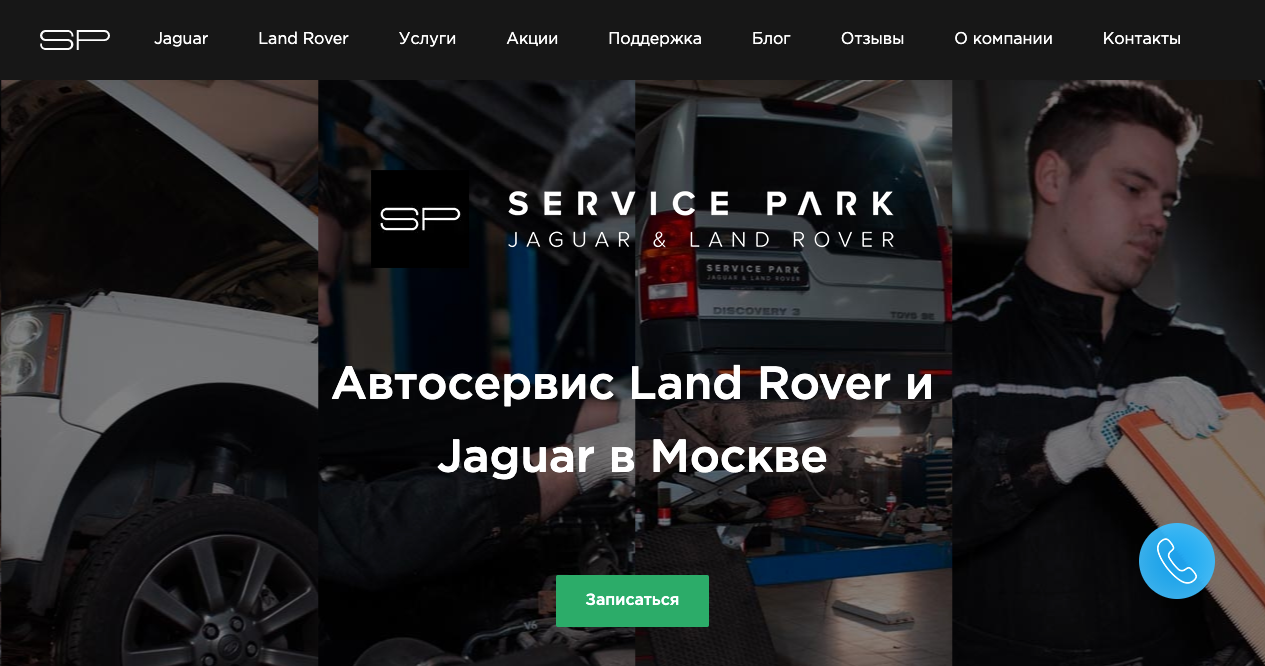 SP
Jaguar
Land Rover
Услуги
Акции
Поддержка
Блог
Отзывы
О компании
Контакты
SP
SERVICE PARK
JAGUAR & LAND ROVER
SERVICE PARK
JAGUAR & LAND ROVER
DISCOVERY 3
Автосервис Land Rover и
Jaguar в Москве
Записаться
V6